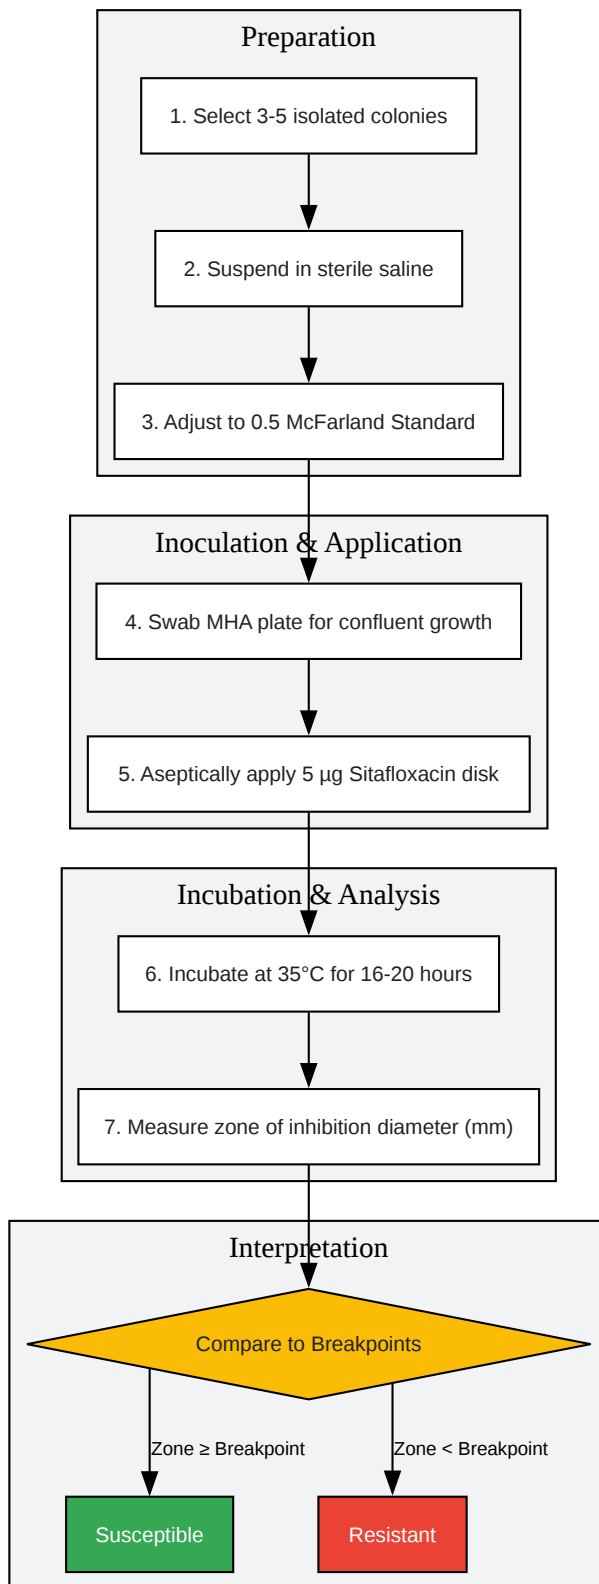 Preparation
1. Select 3-5 isolated colonies
2. Suspend in sterile saline
3. Adjust to 0.5 McFarland Standard
Inoculation & Application
4. Swab MHA plate for confluent growth
5. Aseptically apply 5 µg Sitafloxacin disk
Incubation & Analysis
6. Incubate at 35°C for 16-20 hours
7. Measure zone of inhibition diameter (mm)
Interpretation
Compare to Breakpoints
Zone ≥ Breakpoint
Zone < Breakpoint
Susceptible
Resistant